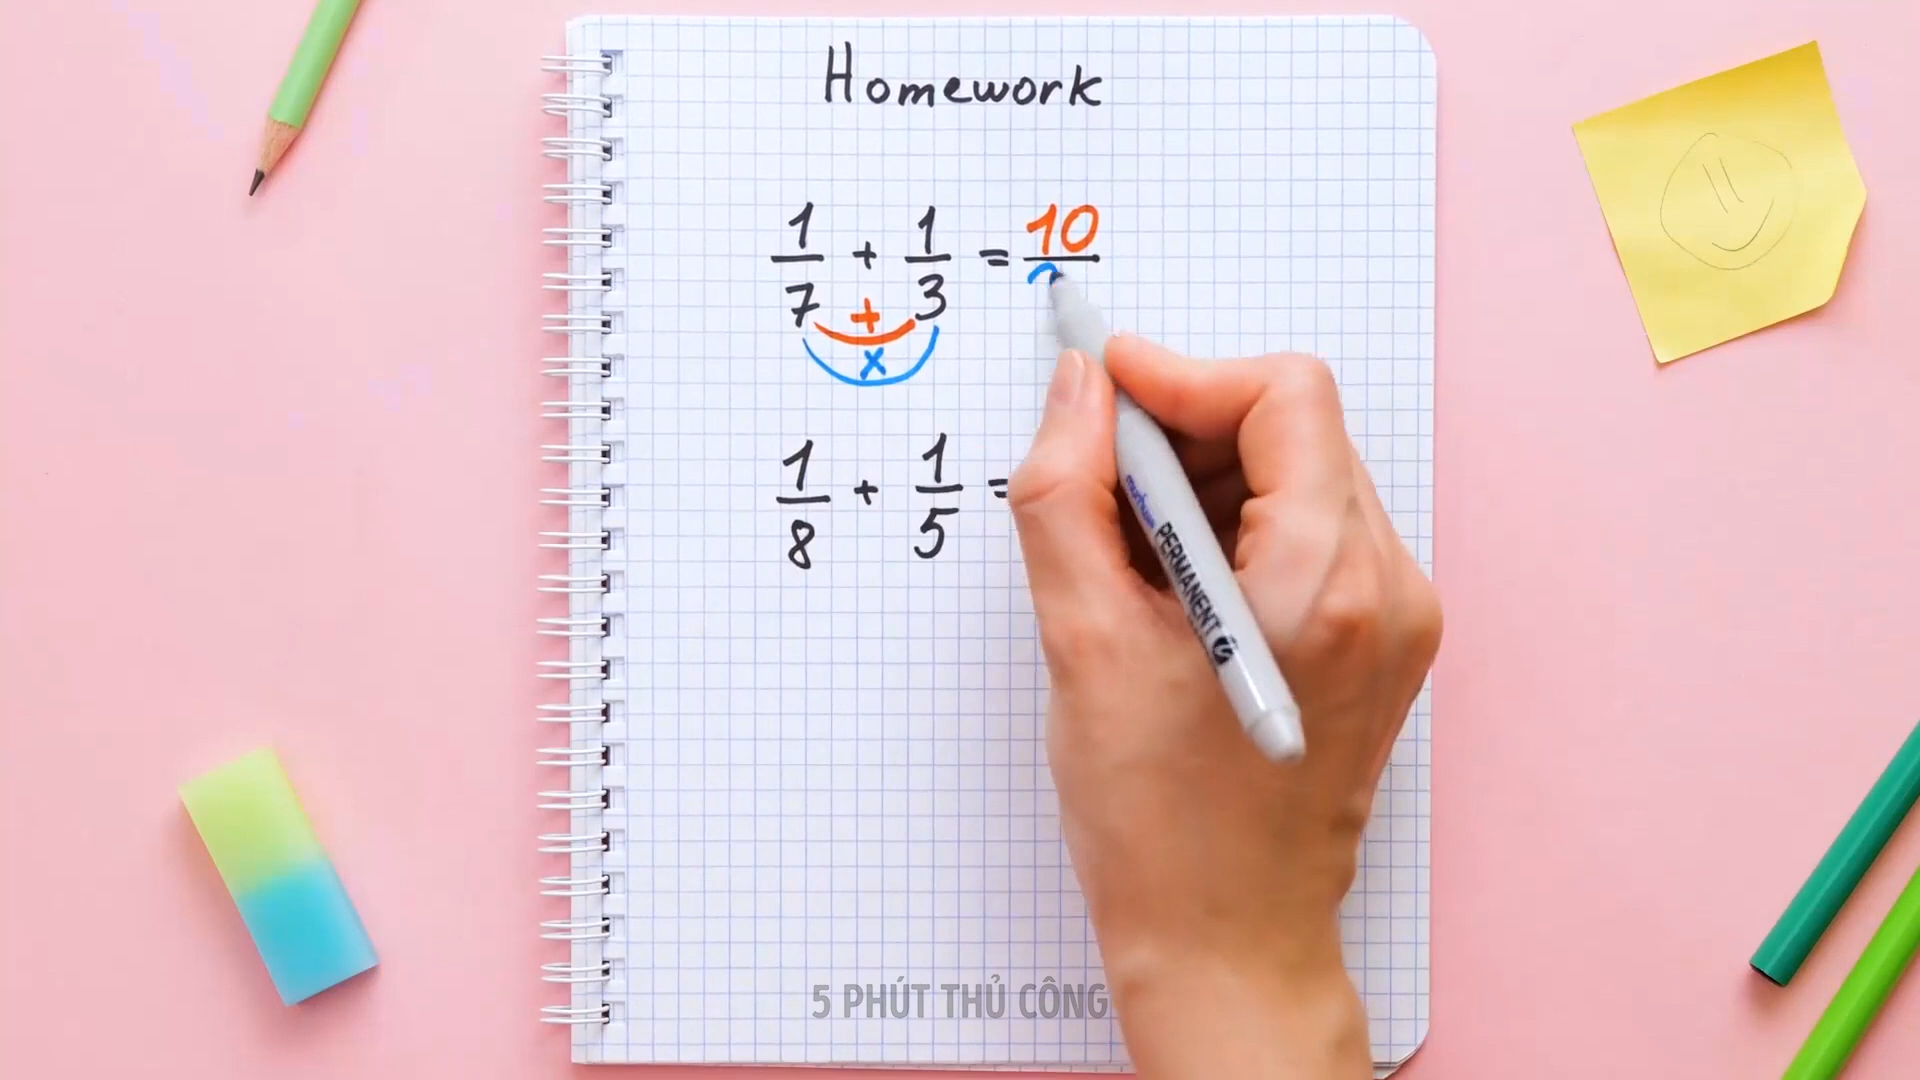 Homework
1/7 + 1/3 = 10/
+
x
1/8 + 1/5 =
PERMANENT
5 PHÚT THỦ CÔNG